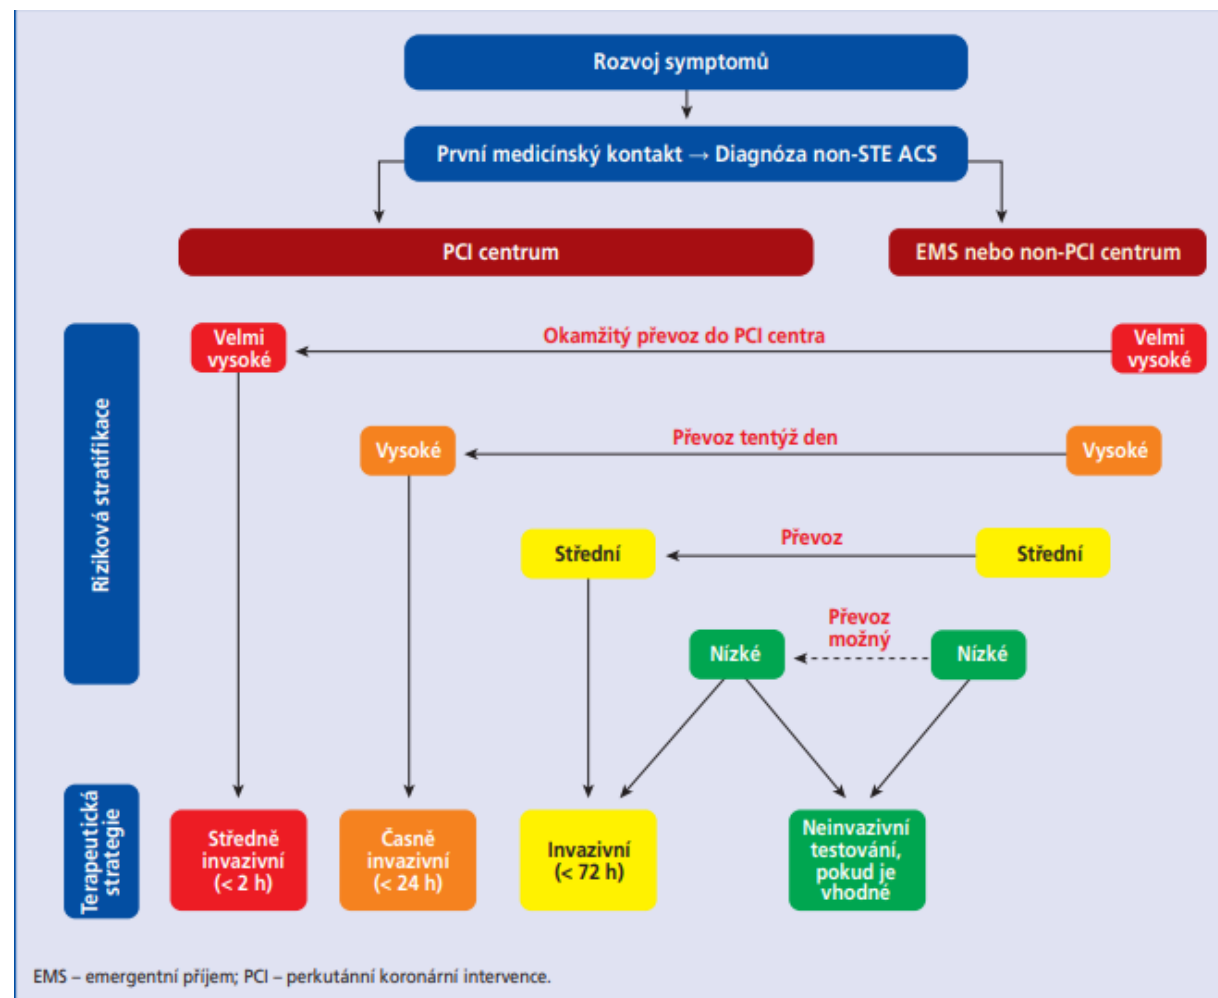 Rozvoj symptomů
První medicínský kontakt → Diagnóza non-STE ACS
PCI centrum
EMS nebo non-PCI centrum
Riziková stratifikace
Velmi
vysoké
Okamžitý převoz do PCI centra
Velmi
vysoké
Vysoké
Převoz tentýž den
Vysoké
Střední
Převoz
Střední
Nízké
Převoz
možný
Nízké
Terapeutická
strategie
Středně
invazivní
(< 2 h)
Časně
invazivní
(< 24 h)
Invazivní
(< 72 h)
Neinvazivní
testování,
pokud je
vhodné
EMS – emergentní příjem; PCI – perkutánní koronární intervence.